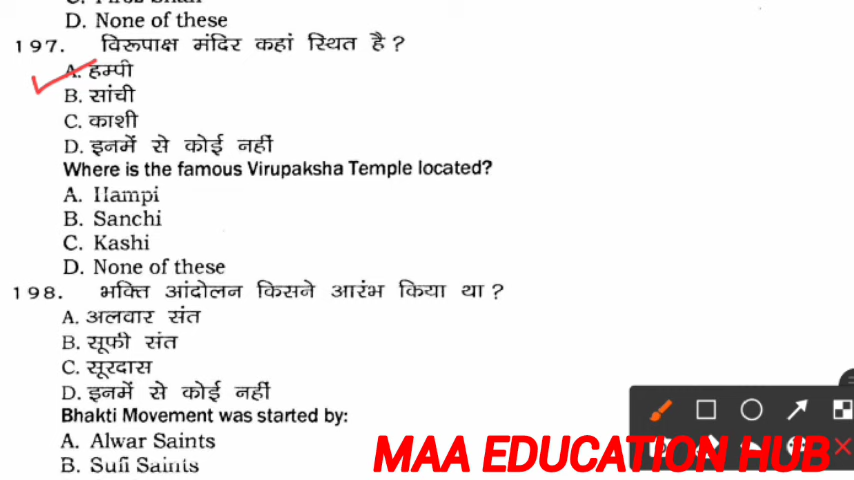 D. None of these
197. विरूपाक्ष मंदिर कहां स्थित है ?
A. हम्पी
B. सांची
C. काशी
D. इनमें से कोई नहीं
Where is the famous Virupaksha Temple located?
A. Hampi
B. Sanchi
C. Kashi
D. None of these
198. भक्ति आंदोलन किसने आरंभ किया था ?
A. अलवार संत
B. सूफी संत
C. सूरदास
D. इनमें से कोई नहीं
Bhakti Movement was started by:
A. Alwar Saints
B. Sufi Saints
MAA EDUCATION HUB